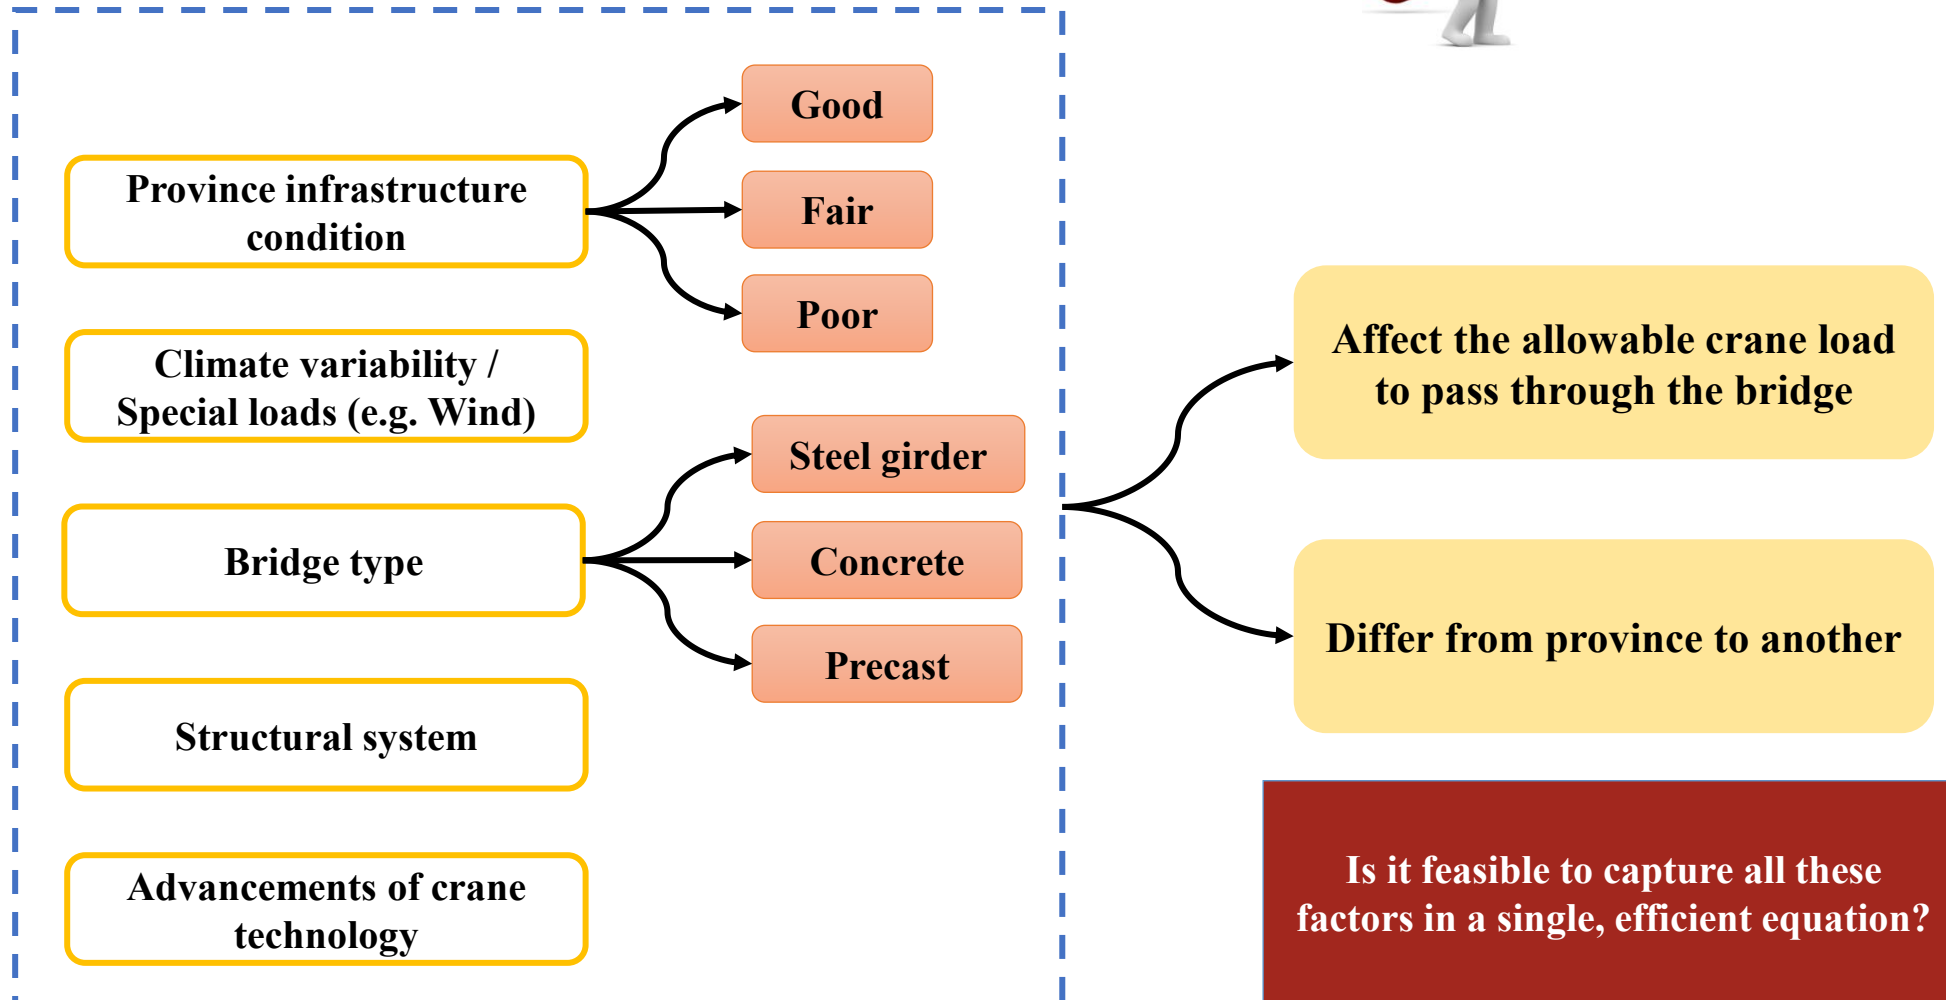 Province infrastructure
condition
Good
Fair
Poor
Climate variability /
Special loads (e.g. Wind)
Bridge type
Steel girder
Concrete
Precast
Structural system
Advancements of crane
technology
Affect the allowable crane load
to pass through the bridge
Differ from province to another
Is it feasible to capture all these
factors in a single, efficient equation?